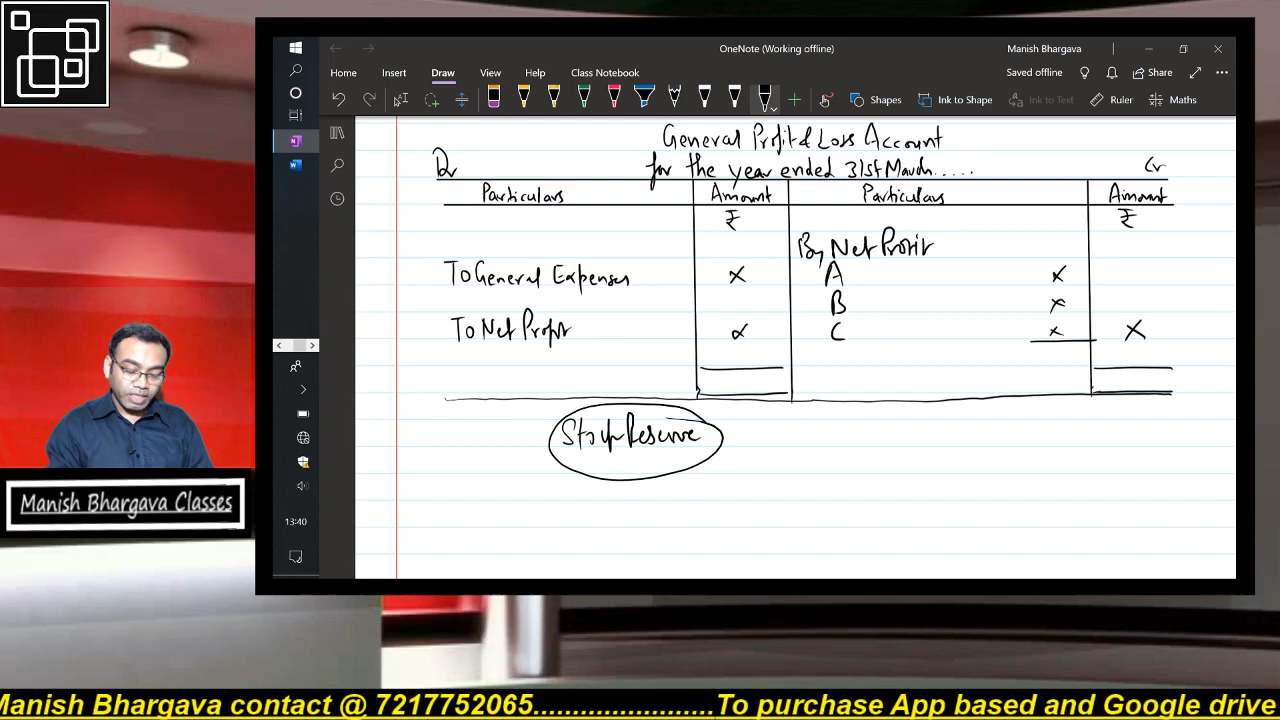 OneNote (Working offline)
Manish Bhargava
Home Insert Draw View Help Class Notebook
Saved offline Share
Shapes Ink to Shape Ink to Text Ruler Maths
General Profit & Loss Account
Dr for the year ended 31st March..... Cr
Particulars Amount Particulars Amount
₹ ₹
By Net Profit
To General Expenses x A x
B x
To Net Profit x C x x
Stock Reserve
Manish Bhargava Classes
13:40
Manish Bhargava contact @ 7217752065.......................To purchase App based and Google drive